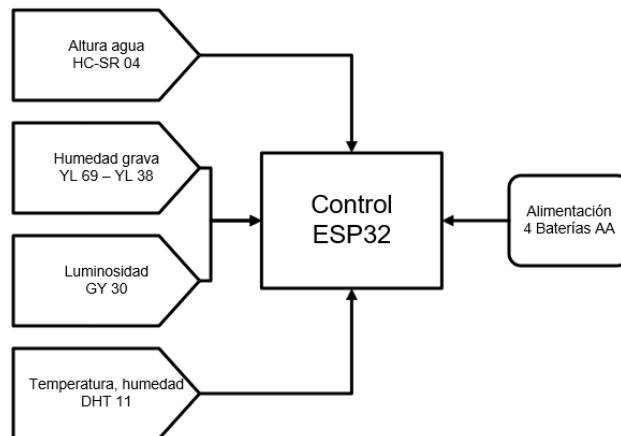 Altura agua
HC-SR 04
Humedad grava
YL 69 – YL 38
Luminosidad
GY 30
Temperatura, humedad
DHT 11
Control
ESP32
Alimentación
4 Baterías AA